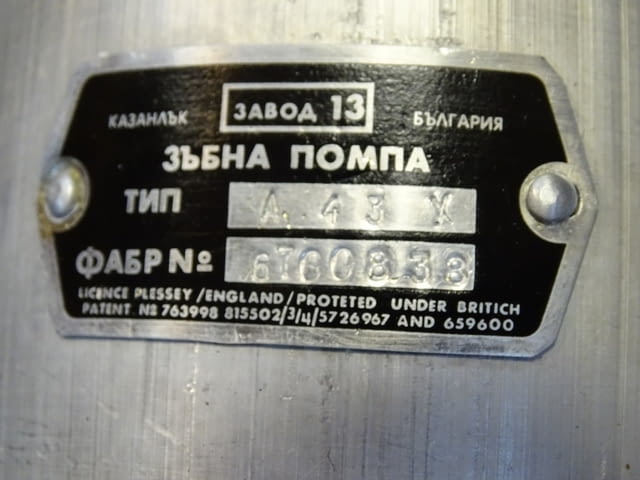 КАЗАНЛЪК ЗАВОД 13 БЪЛГАРИЯ
ЗЪБНА ПОМПА
ТИП А 43 Х
ФАБР № 6T60838
LICENCE PLESSEY/ENGLAND/PROTETED UNDER BRITICH
PATENT № 763998 815502/3/4/5726967 AND 659600